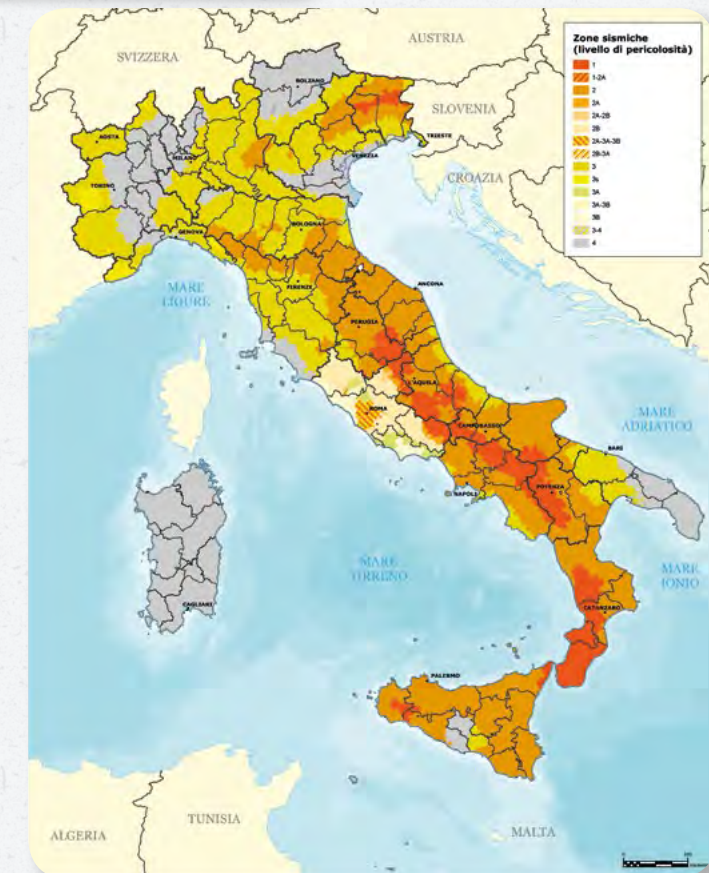 AUSTRIA
SVIZZERA
BOLZANO
SLOVENIA
AOSTA
TRIESTE
MILANO
VENEZIA
TORINO
CROAZIA
BOLOGNA
GENOVA
MARE
LIGURE
FIRENZE
ANCONA
PERUGIA
L'AQUILA
ROMA
MARE
ADRIATICO
CAMPOBASSO
BARI
NAPOLI
POTENZA
MARE
TIRRENO
MARE
IONIO
CAGLIARI
CATANZARO
PALERMO
TUNISIA
ALGERIA
MALTA
Zone sismiche
(livello di pericolosità)
1
1-2A
2
2A
2A-2B
2B
2A-3A-3B
2B-3A
3
3s
3A
3A-3B
3B
3-4
4